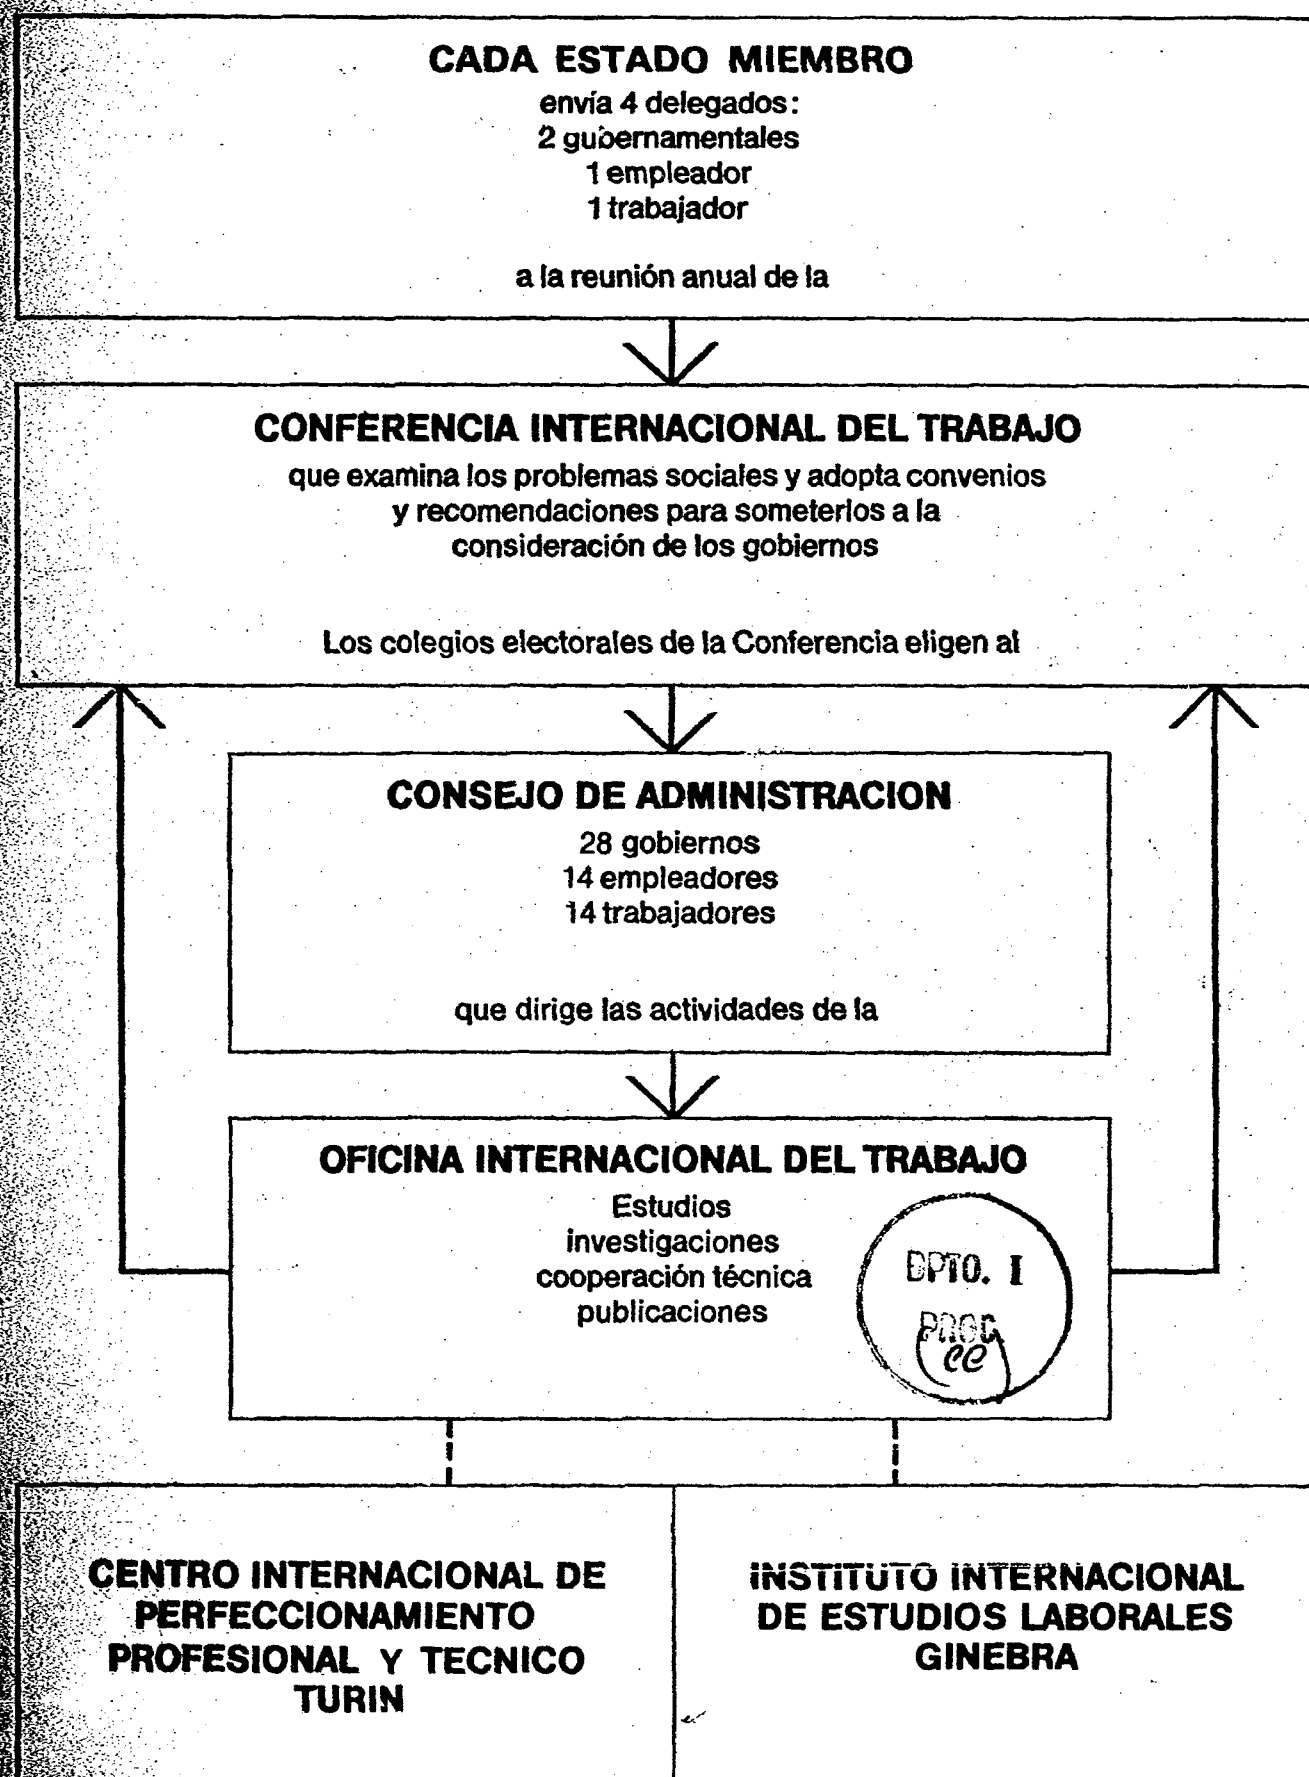 CADA ESTADO MIEMBRO
envía 4 delegados:
2 gubernamentales
1 empleador
1 trabajador
a la reunión anual de la
CONFERENCIA INTERNACIONAL DEL TRABAJO
que examina los problemas sociales y adopta convenios
y recomendaciones para someterlos a la
consideración de los gobiernos
Los colegios electorales de la Conferencia eligen al
CONSEJO DE ADMINISTRACION
28 gobiernos
14 empleadores
14 trabajadores
que dirige las actividades de la
OFICINA INTERNACIONAL DEL TRABAJO
Estudios
investigaciones
cooperación técnica
publicaciones
DPTO. I
PROC.
CC
CENTRO INTERNACIONAL DE
PERFECCIONAMIENTO
PROFESIONAL Y TECNICO
TURIN
INSTITUTO INTERNACIONAL
DE ESTUDIOS LABORALES
GINEBRA